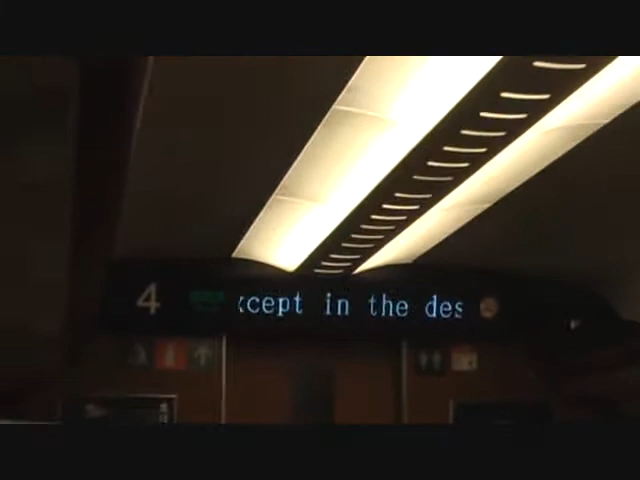 4
xcept in the des